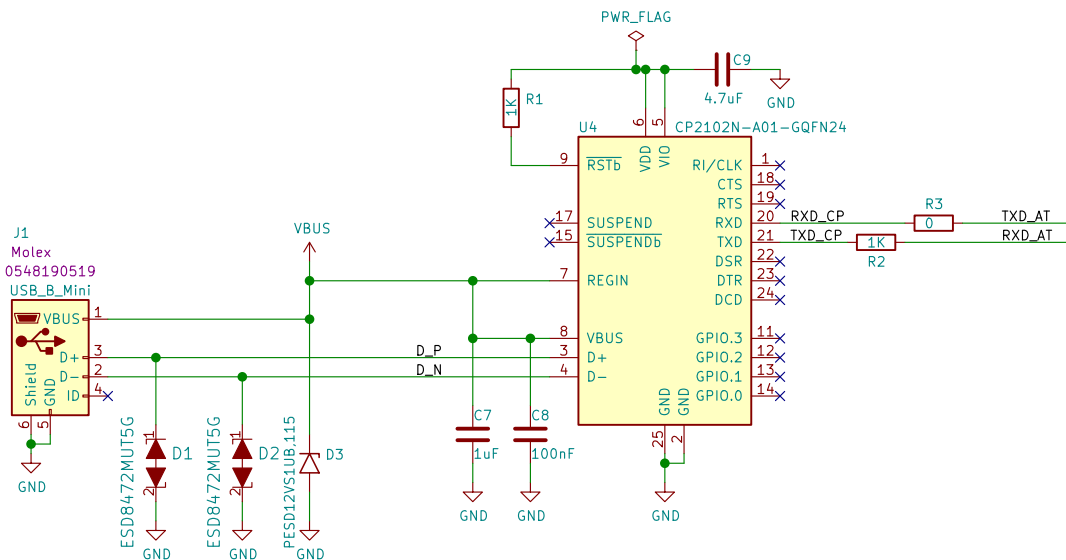 PWR_FLAG
C9
4.7uF
GND
R1
1K
U4
CP2102N-A01-GQFN24
6
5
VDD
VIO
9
RSTb
17
SUSPEND
15
SUSPENDb
7
REGIN
8
VBUS
3
D+
4
D-
RI/CLK
1
CTS
18
RTS
19
RXD
20
TXD
21
DSR
22
DTR
23
DCD
24
GPIO.3
11
GPIO.2
12
GPIO.1
13
GPIO.0
14
GND
GND
25
2
GND
RXD_CP
R3
0
TXD_AT
TXD_CP
1K
R2
RXD_AT
VBUS
J1
Molex
0548190519
USB_B_Mini
VBUS
1
D+
3
D-
2
ID
4
Shield
GND
6
5
GND
D_P
D_N
ESD8472MUT5G
1
2
D1
GND
ESD8472MUT5G
1
2
D2
GND
PESD12VS1UB,115
D3
GND
C7
1uF
GND
C8
100nF
GND